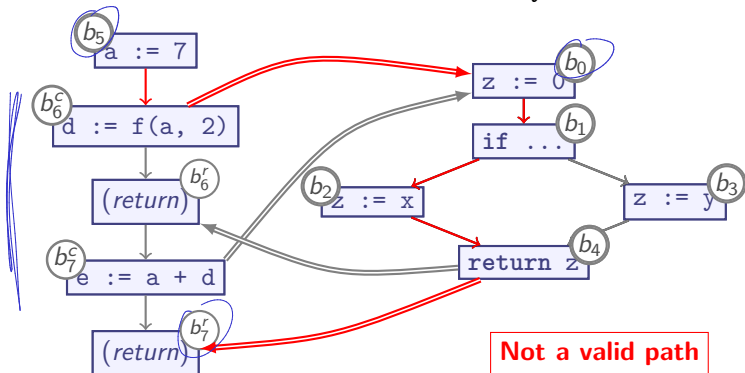 b5
a := 7
b6c
d := f(a, 2)
b6r
(return)
b7c
e := a + d
b7r
(return)
b0
z := 0
b1
if ...
b2
z := x
b3
z := y
b4
return z
Not a valid path